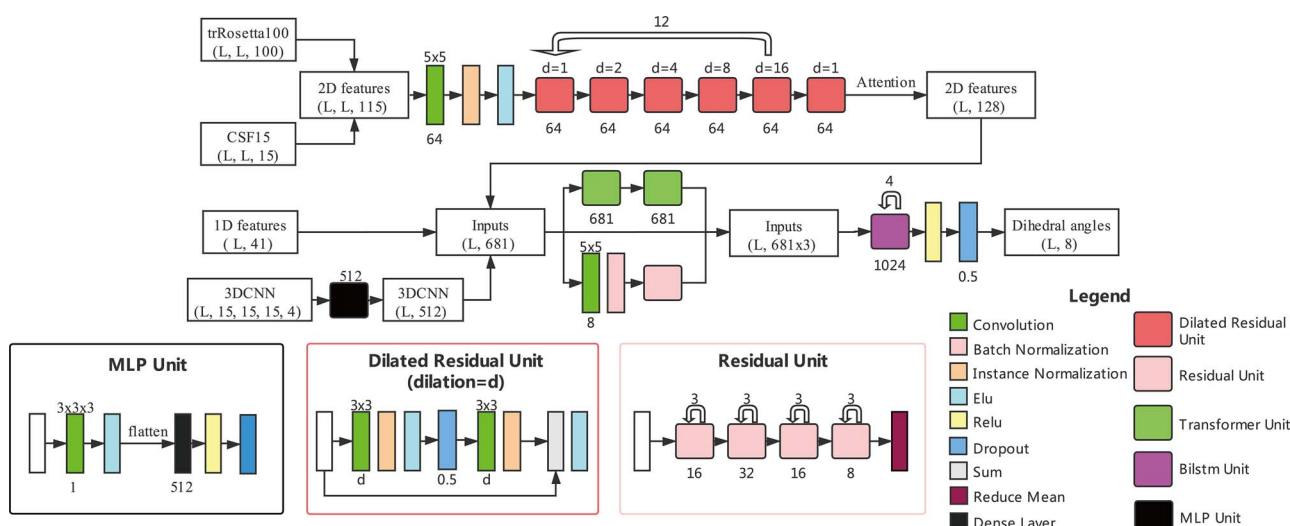 12
trRosetta100
(L, L, 100)
5x5
d=1 d=2 d=4 d=8 d=16 d=1
2D features
(L, L, 115)
Attention
2D features
(L, 128)
64 64 64 64 64 64 64
CSF15
(L, L, 15)
4
681 681
1D features
( L, 41)
Inputs
(L, 681)
Inputs
(L, 681x3)
Dihedral angles
(L, 8)
5x5
1024
0.5
512
3DCNN
(L, 15, 15, 15, 4)
3DCNN
(L, 512)
8
Legend
Convolution
Batch Normalization
Instance Normalization
Elu
Relu
Dropout
Sum
Reduce Mean
Dense Layer
Dilated Residual
Unit
Residual Unit
Transformer Unit
Bilstm Unit
MLP Unit
MLP Unit
3x3x3
flatten
1
512
Dilated Residual Unit
(dilation=d)
3x3 3x3
d 0.5 d
Residual Unit
3 3 3 3
16 32 16 8